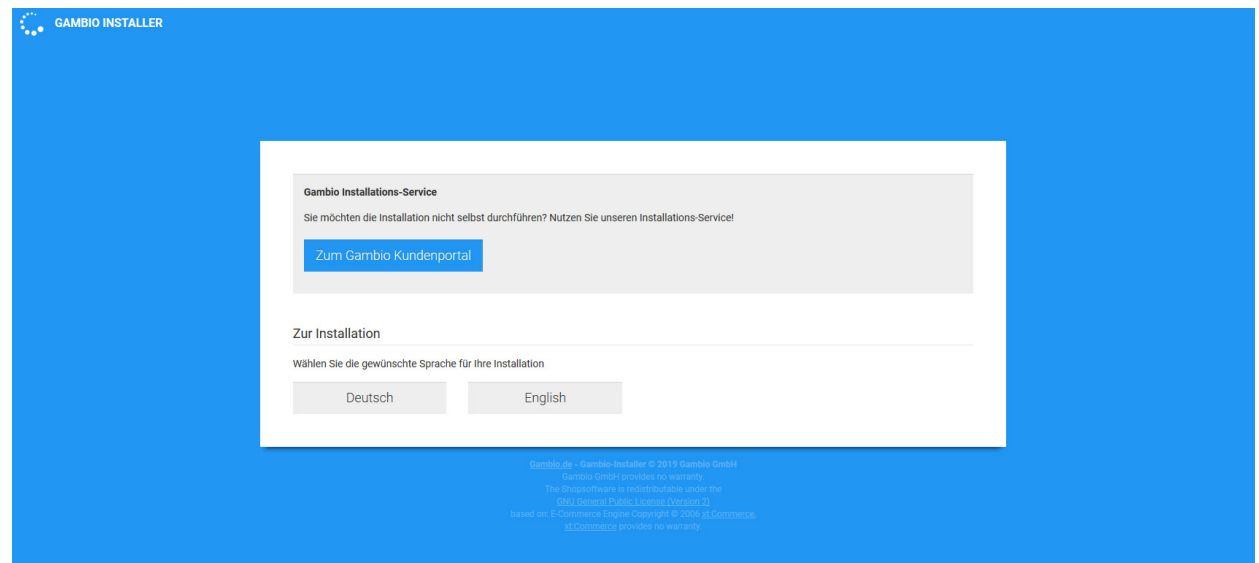 GAMBIO INSTALLER
Gambio Installations-Service
Sie möchten die Installation nicht selbst durchführen? Nutzen Sie unseren Installations-Service!
Zum Gambio Kundenportal
Zur Installation
Wählen Sie die gewünschte Sprache für Ihre Installation
Deutsch
English
Gambio.de - Gambio-Installer © 2019 Gambio GmbH
Gambio GmbH provides no warranty.
The Shopsoftware is redistributable under the
GNU General Public License (Version 2)
based on: E-Commerce Engine Copyright © 2006 xt:Commerce,
xt:Commerce provides no warranty.